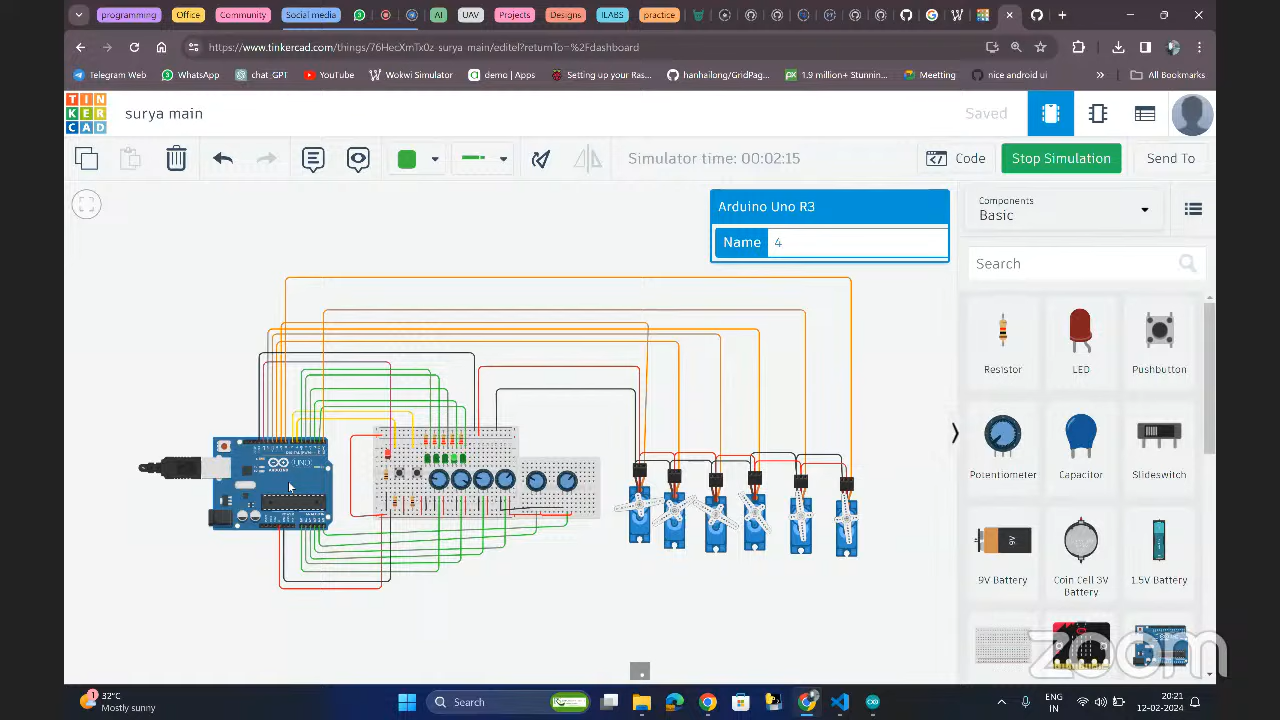 programming
Office
Community
Social media
AI
UAV
Projects
Designs
ILABS
practice
https://www.tinkercad.com/things/76HecXmTx0z-surya-main/editel?returnTo=%2Fdashboard
Telegram Web
WhatsApp
chat GPT
YouTube
Wokwi Simulator
demo | Apps
Setting up your Ras...
hanhailong/GridPag...
1.9 million+ Stunnin...
Meetting
nice android ui
All Bookmarks
TIN
KER
CAD
surya main
Saved
Simulator time: 00:02:15
Code
Stop Simulation
Send To
Arduino Uno R3
Name 4
Components
Basic
Search
Resistor
LED
Pushbutton
Potentiometer
Capacitor
Slideswitch
9V Battery
Coin Cell 3V
Battery
1.5V Battery
zoom
32°C
Mostly sunny
Search
ENG
IN
20:21
12-02-2024